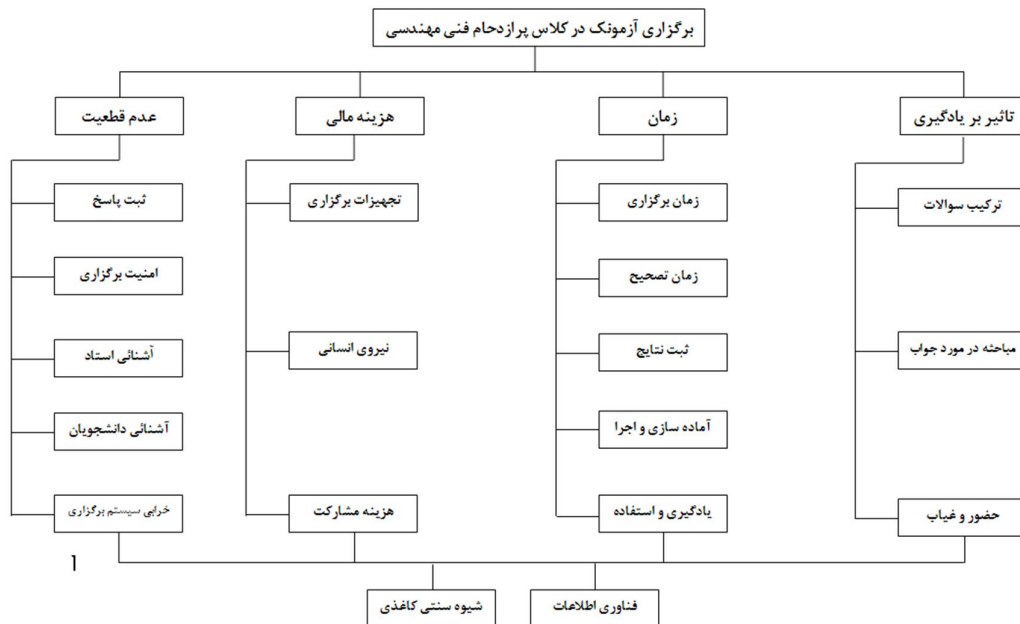 برگزاری آزمونک در کلاس پرازدحام فنی مهندسی
تاثیر بر یادگیری
زمان
هزینه مالی
عدم قطعیت
ترکیب سوالات
زمان برگزاری
تجهیزات برگزاری
ثبت پاسخ
زمان تصحیح
امنیت برگزاری
مباحثه در مورد جواب
ثبت نتایج
نیروی انسانی
آشنائی استاد
آماده سازی و اجرا
آشنائی دانشجویان
حضور و غیاب
یادگیری و استفاده
هزینه مشارکت
خرابی سیستم برگزاری
فناوری اطلاعات
شیوه سنتی کاغذی